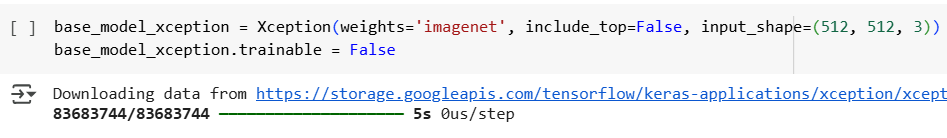 [ ] base_model_xception = Xception(weights='imagenet', include_top=False, input_shape=(512, 512, 3))
base_model_xception.trainable = False
Downloading data from https://storage.googleapis.com/tensorflow/keras-applications/xception/xcept
83683744/83683744 ━━━━━━━━━━━━━━━━━━━━ 5s 0us/step